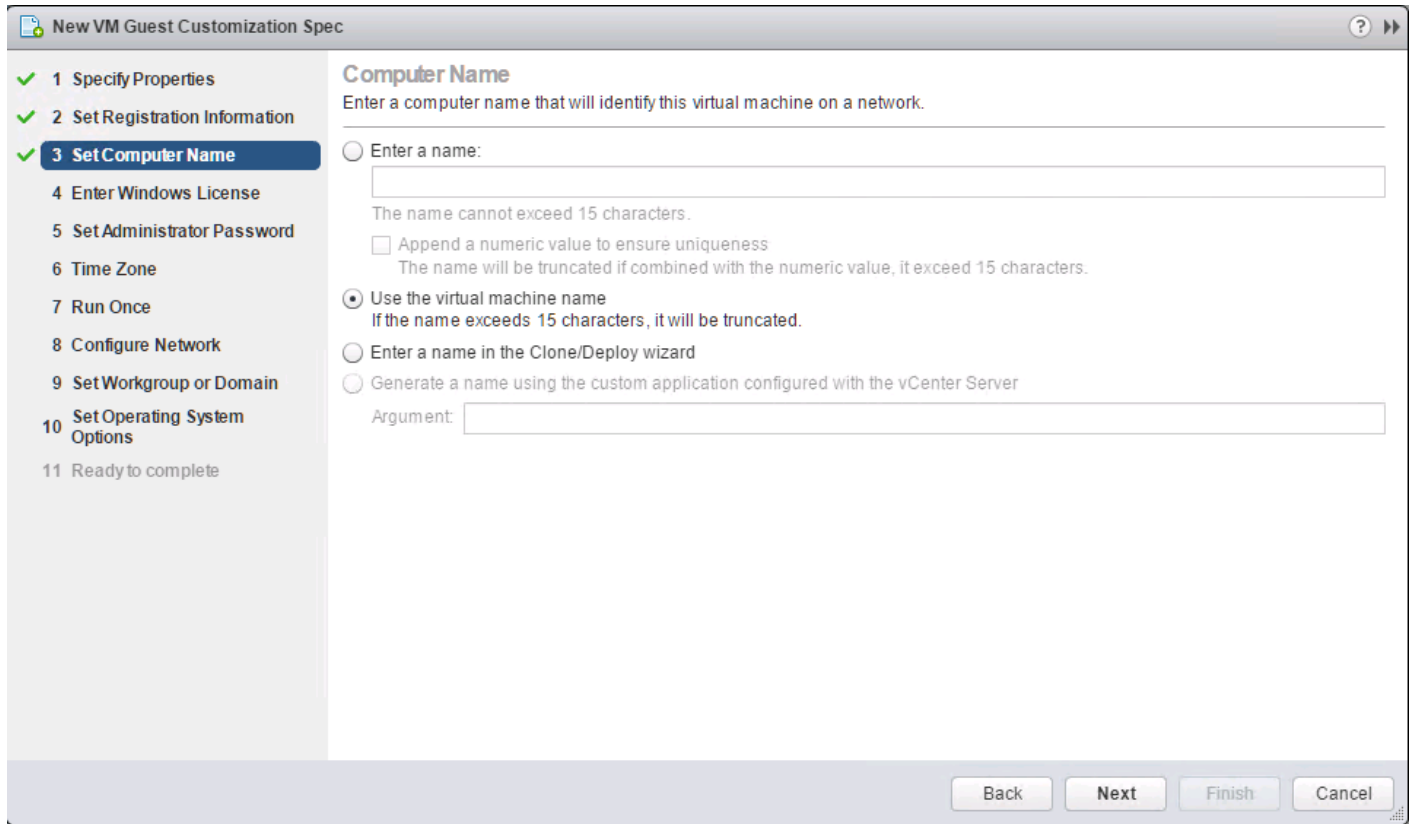 New VM Guest Customization Spec
?
1 Specify Properties
2 Set Registration Information
3 Set Computer Name
4 Enter Windows License
5 Set Administrator Password
6 Time Zone
7 Run Once
8 Configure Network
9 Set Workgroup or Domain
10 Set Operating System
Options
11 Ready to complete
Computer Name
Enter a computer name that will identify this virtual machine on a network.
Enter a name:
The name cannot exceed 15 characters.
Append a numeric value to ensure uniqueness
The name will be truncated if combined with the numeric value, it exceed 15 characters.
Use the virtual machine name
If the name exceeds 15 characters, it will be truncated.
Enter a name in the Clone/Deploy wizard
Generate a name using the custom application configured with the vCenter Server
Argument:
Back Next Finish Cancel